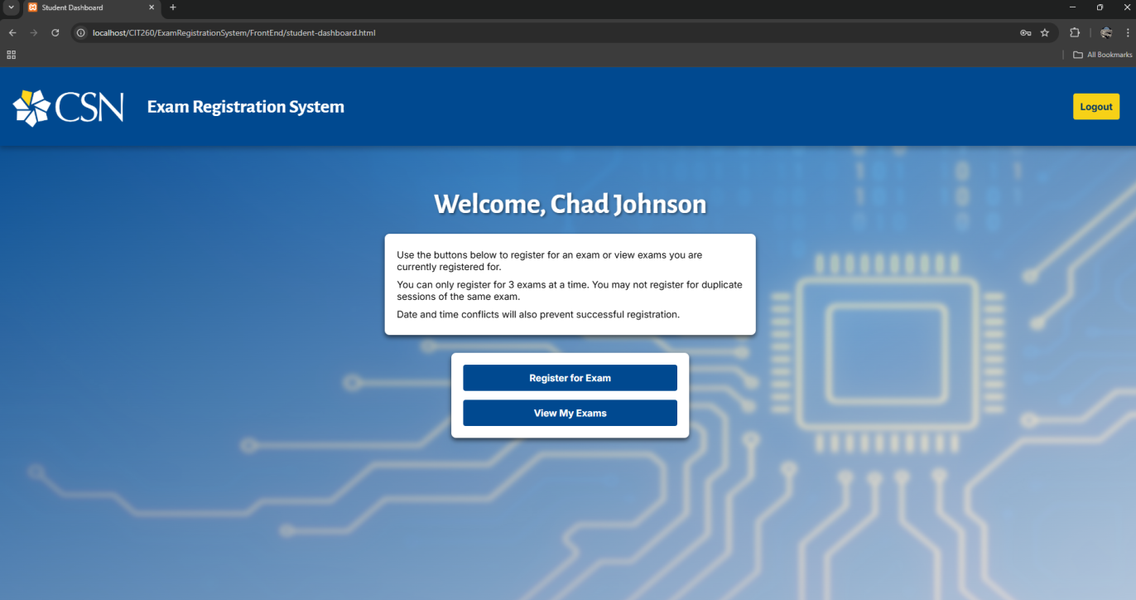 Student Dashboard
localhost/CIT260/ExamRegistrationSystem/FrontEnd/student-dashboard.html
All Bookmarks
CSN
Exam Registration System
Logout
Welcome, Chad Johnson
Use the buttons below to register for an exam or view exams you are
currently registered for.
You can only register for 3 exams at a time. You may not register for duplicate
sessions of the same exam.
Date and time conflicts will also prevent successful registration.
Register for Exam
View My Exams